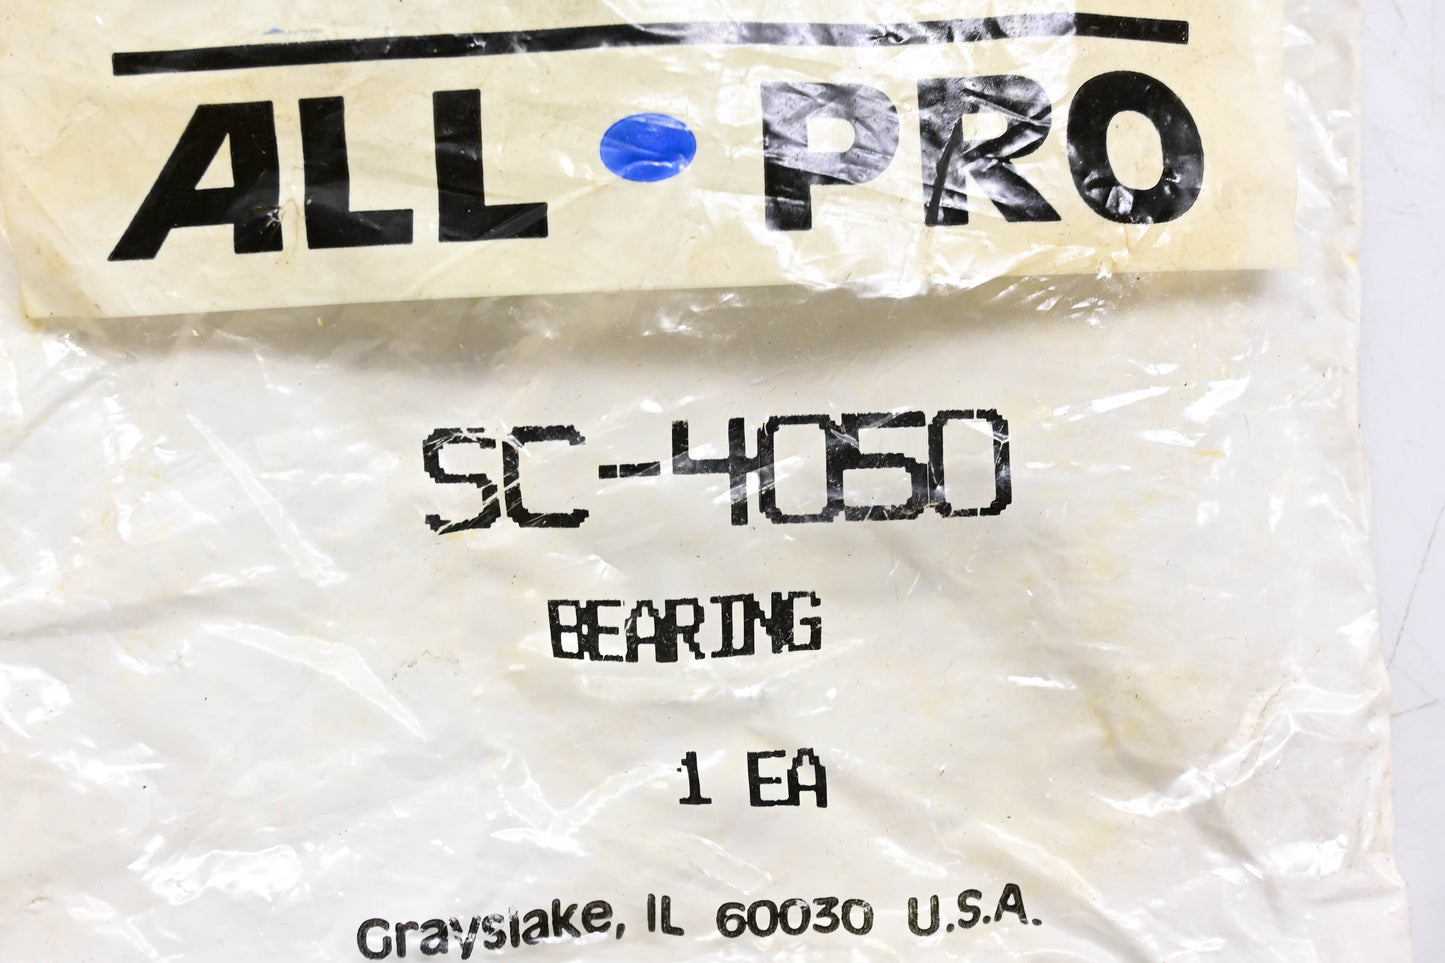 ALL • PRO
SC-4050
BEARING
1 EA
Grayslake, IL 60030 U.S.A.